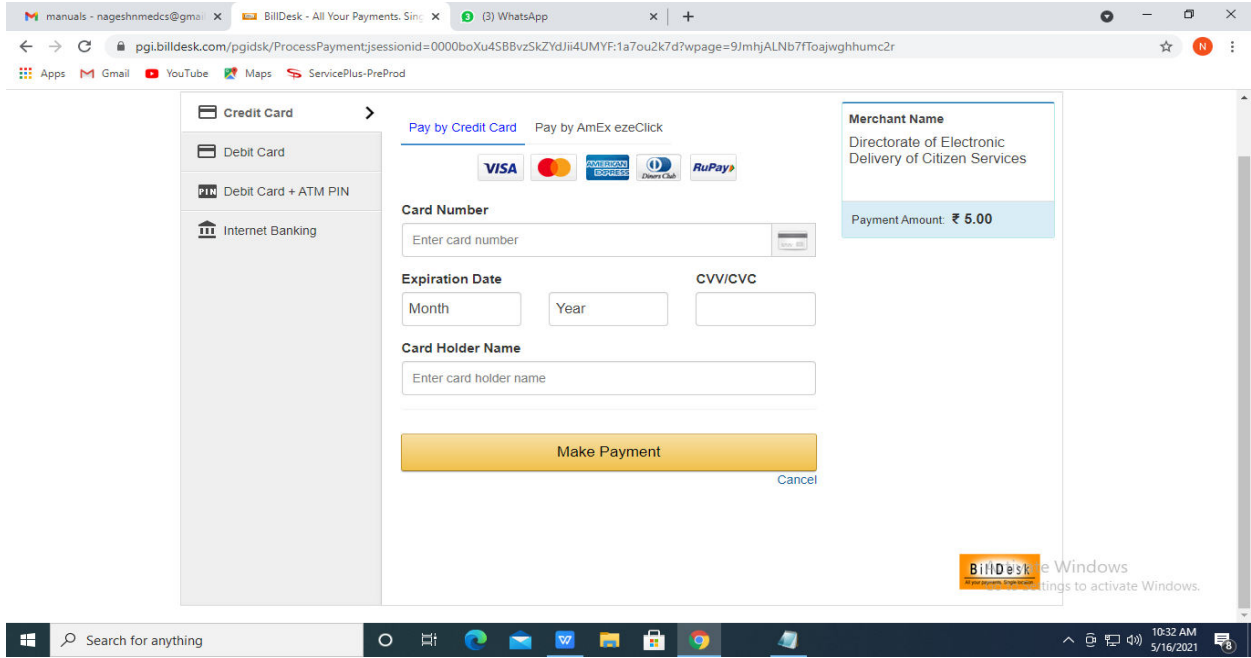 manuals - nageshnmedcs@gmai
BillDesk - All Your Payments. Sing
(3) WhatsApp
pgi.billdesk.com/pgidsk/ProcessPayment;jsessionid=0000boXu4SBBvzSkZYdJii4UMYF:1a7ou2k7d?wpage=9JmhjALNb7fToajwghhumc2r
N
Apps Gmail YouTube Maps ServicePlus-PreProd
Credit Card
Debit Card
PIN Debit Card + ATM PIN
Internet Banking
Pay by Credit Card Pay by AmEx ezeClick
VISA AMERICAN EXPRESS Diners Club RuPay
Card Number
Enter card number
Expiration Date CVV/CVC
Month Year
Card Holder Name
Enter card holder name
Make Payment
Cancel
Merchant Name
Directorate of Electronic
Delivery of Citizen Services
Payment Amount: ₹ 5.00
BillDesk
e Windows
tings to activate Windows.
Search for anything
10:32 AM
5/16/2021
8